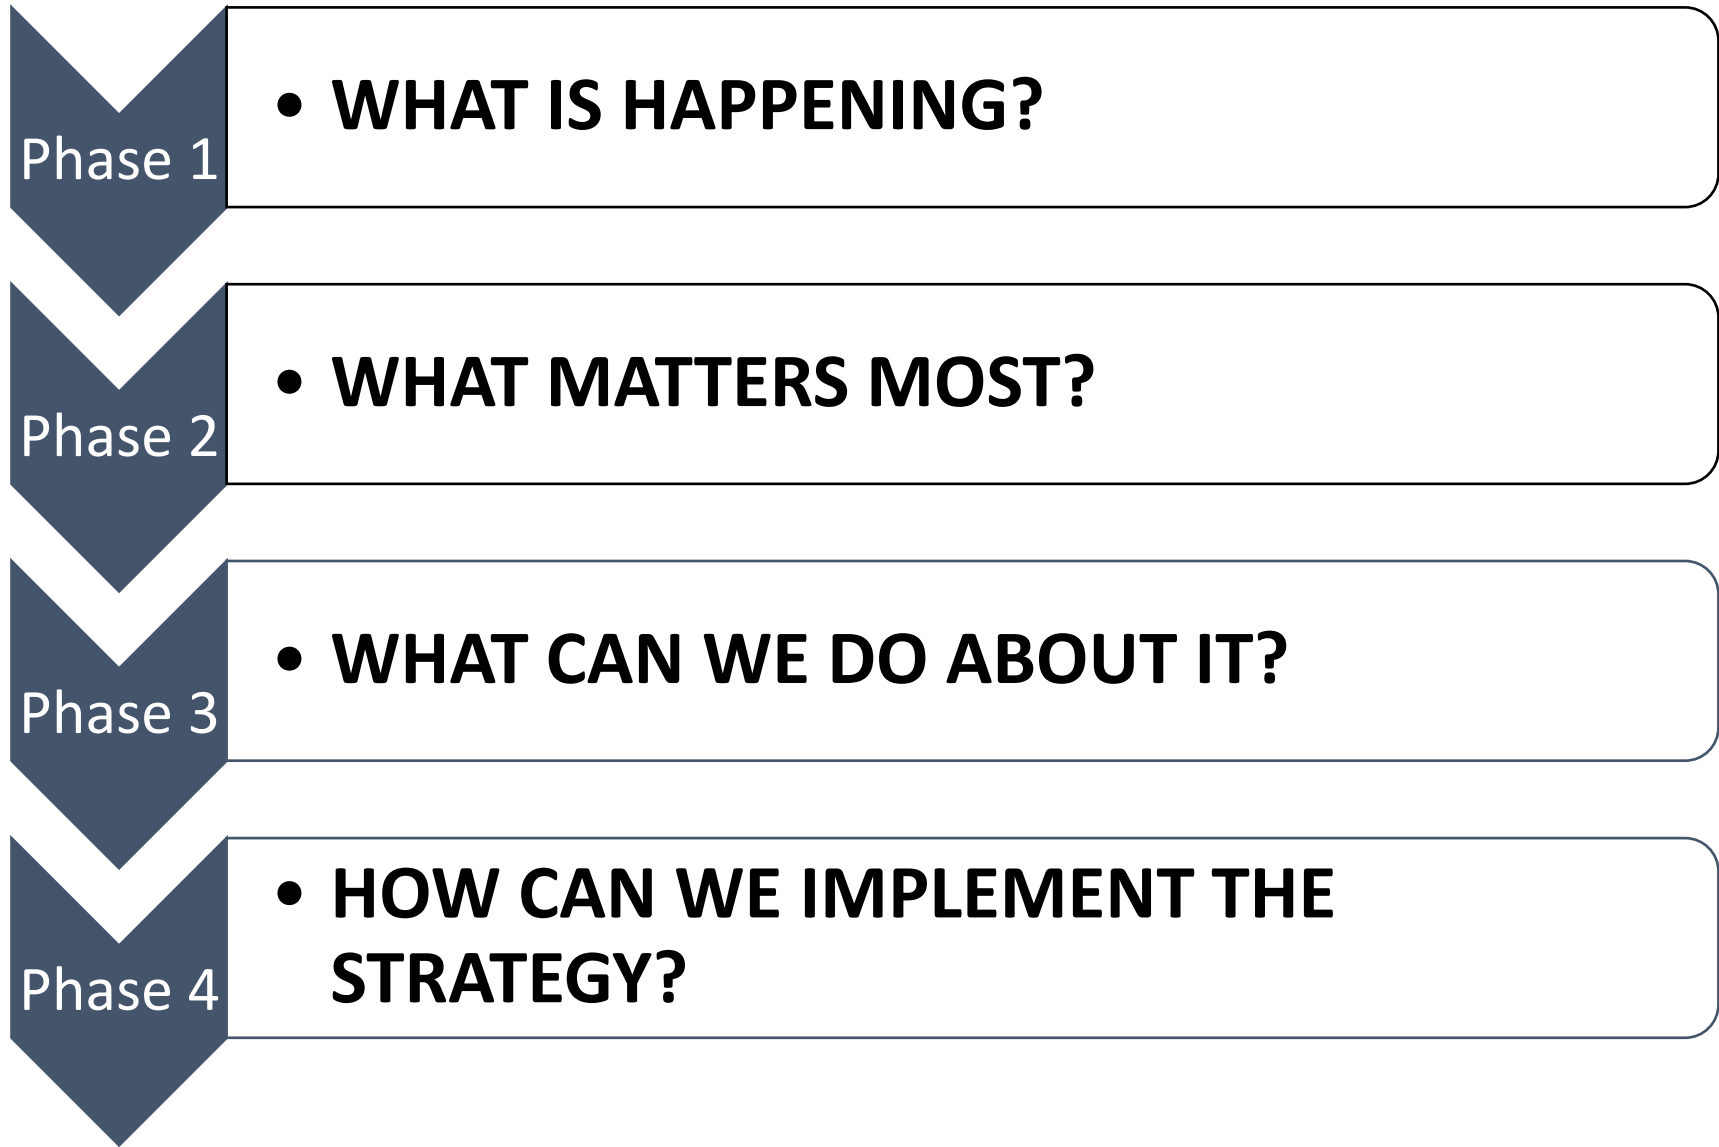 Phase 1
• WHAT IS HAPPENING?
Phase 2
• WHAT MATTERS MOST?
Phase 3
• WHAT CAN WE DO ABOUT IT?
Phase 4
• HOW CAN WE IMPLEMENT THE
STRATEGY?